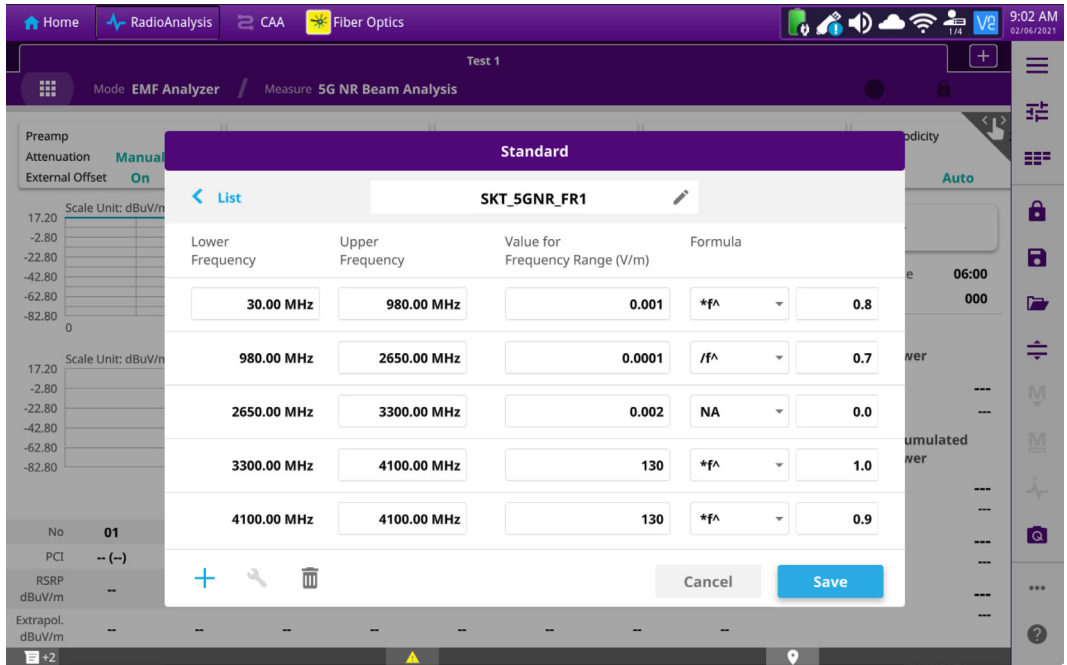 Home RadioAnalysis CAA Fiber Optics 1/4 V2 9:02 AM
02/06/2021
Test 1 +
Mode EMF Analyzer / Measure 5G NR Beam Analysis
Preamp
Attenuation Manual
External Offset On
odicity
Auto
Standard
List SKT_5GNR_FR1
Lower Frequency Upper Frequency Value for Frequency Range (V/m) Formula
30.00 MHz 980.00 MHz 0.001 *f^ 0.8
980.00 MHz 2650.00 MHz 0.0001 /f^ 0.7
2650.00 MHz 3300.00 MHz 0.002 NA 0.0
3300.00 MHz 4100.00 MHz 130 *f^ 1.0
4100.00 MHz 4100.00 MHz 130 *f^ 0.9
Cancel Save
Scale Unit: dBuV/m
17.20
-2.80
-22.80
-42.80
-62.80
-82.80
0
Scale Unit: dBuV/m
17.20
-2.80
-22.80
-42.80
-62.80
-82.80
e 06:00
000
wer
---
---
umulated
wer
---
---
---
---
---
---
No 01
PCI -- (--)
RSRP
dBuV/m --
Extrapol.
dBuV/m -- -- -- -- -- -- -- --
M
M
+2